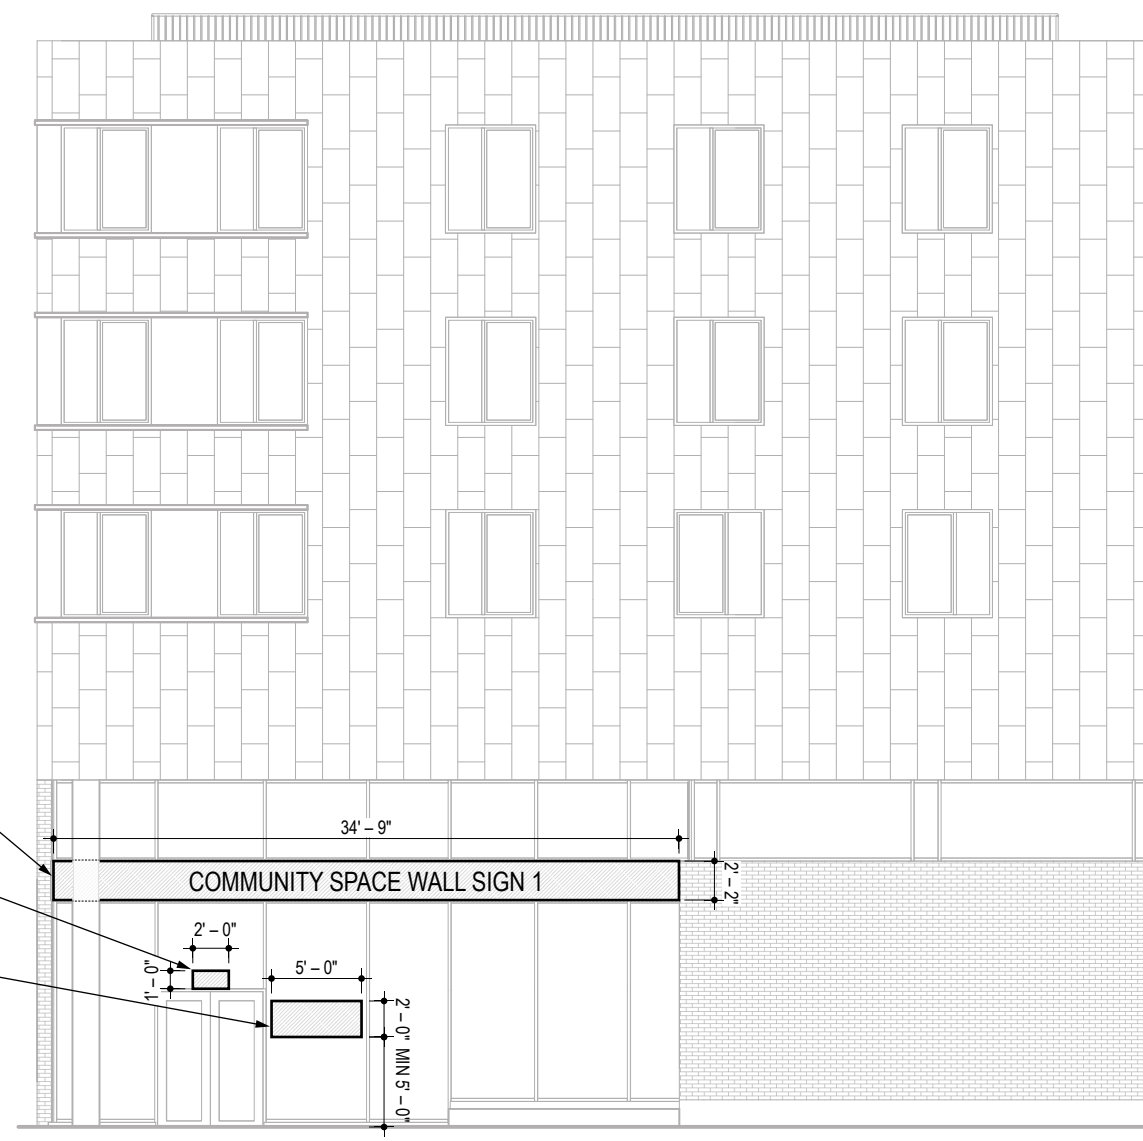 34' – 9"
COMMUNITY SPACE WALL SIGN 1
2' – 2"
2' – 0"
1' – 0"
5' – 0"
2' – 0"
MIN 5' – 0"